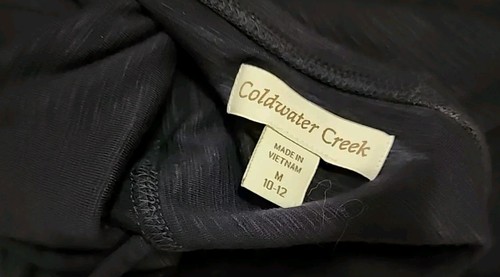 Coldwater Creek
MADE IN
VIETNAM
M
10-12